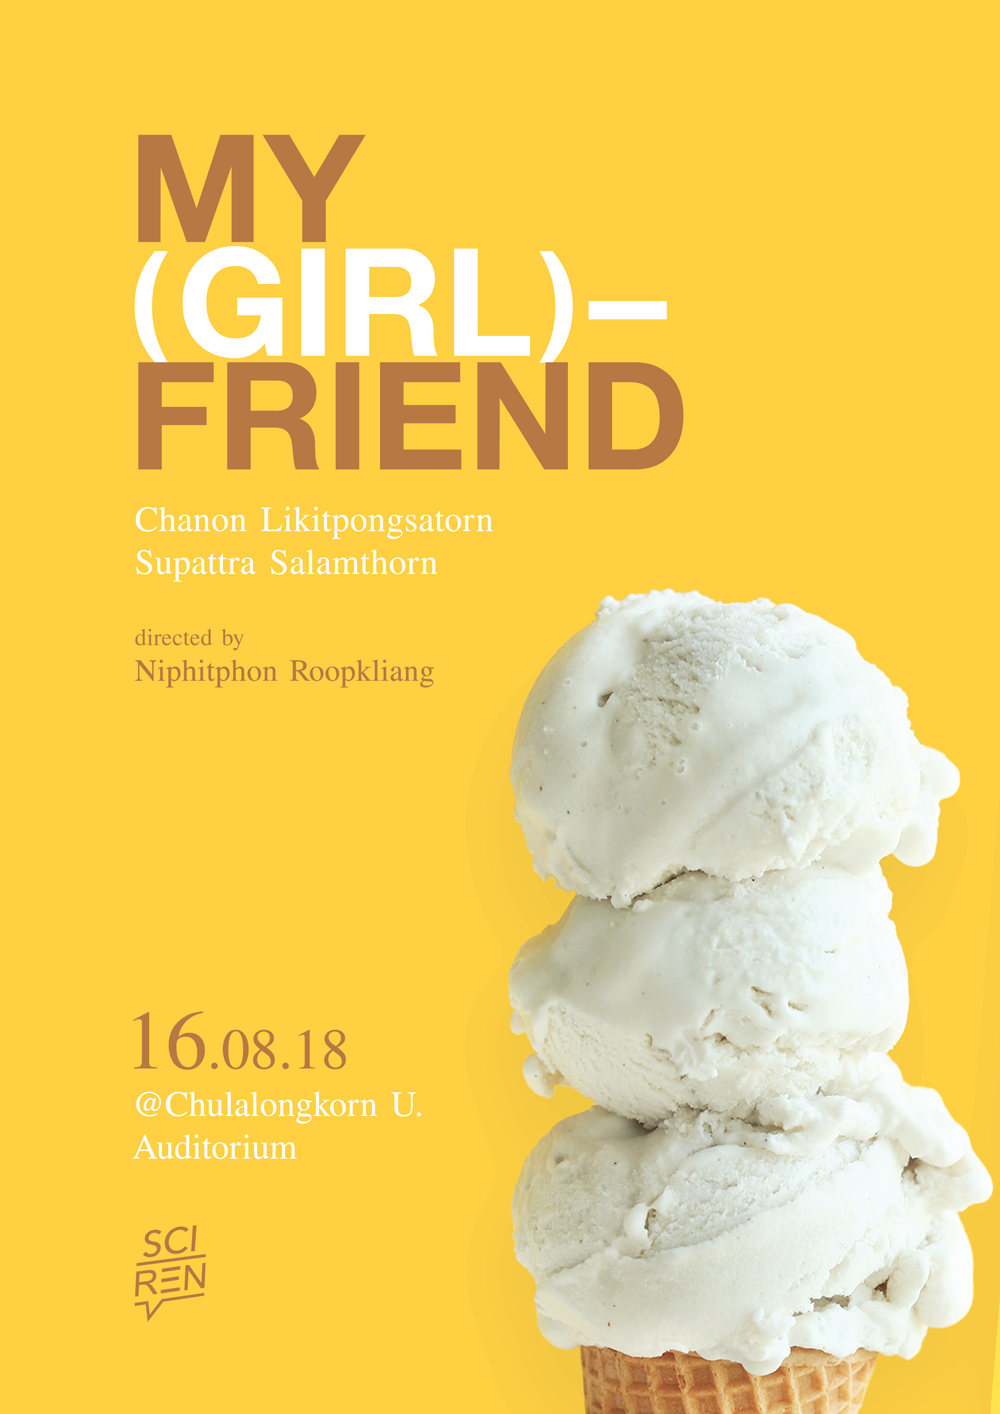 MY
(GIRL)–
FRIEND
Chanon Likitpongsatorn
Supattra Salamthorn
directed by
Niphitphon Roopkliang
16.08.18
@Chulalongkorn U.
Auditorium
SCI
REN